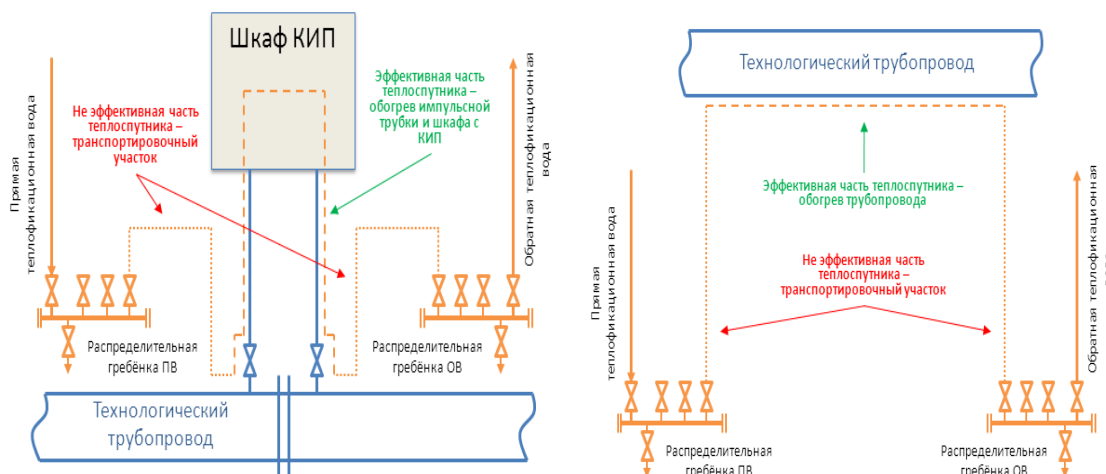 Шкаф КИП
Не эффективная часть
теплоспутника –
транспортировочный
участок
Эффективная часть
теплоспутника –
обогрев импульсной
трубки и шкафа с
КИП
Прямая
теплофикационная вода
Обратная теплофикационная
вода
Распределительная
гребёнка ПВ
Распределительная
гребёнка ОВ
Технологический
трубопровод
Технологический трубопровод
Эффективная часть теплоспутника –
обогрев трубопровода
Не эффективная часть
теплоспутника –
транспортировочный участок
Прямая
теплофикационная вода
Обратная теплофикационная
Распределительная
гребёнка ПВ
Распределительная
гребёнка ОВ